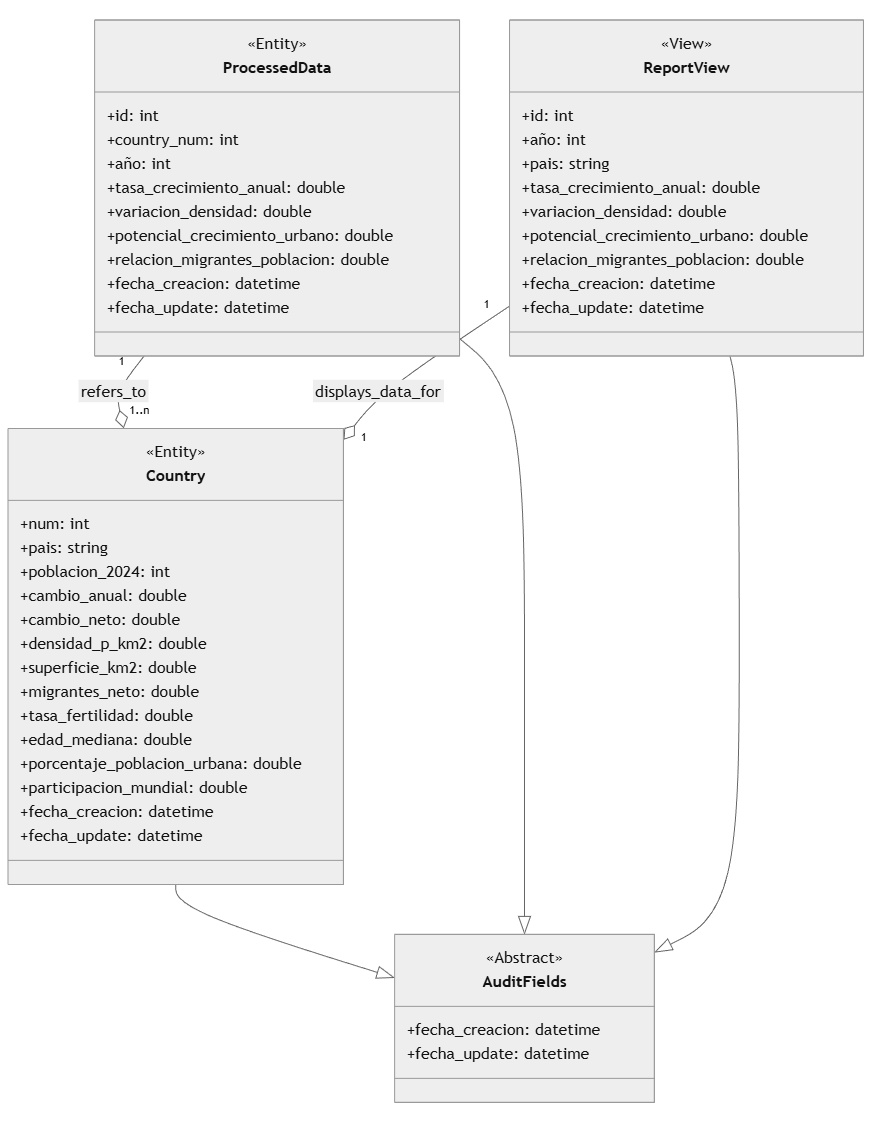 «Entity»
ProcessedData
+id: int
+country_num: int
+año: int
+tasa_crecimiento_anual: double
+variacion_densidad: double
+potencial_crecimiento_urbano: double
+relacion_migrantes_poblacion: double
+fecha_creacion: datetime
+fecha_update: datetime
«View»
ReportView
+id: int
+año: int
+pais: string
+tasa_crecimiento_anual: double
+variacion_densidad: double
+potencial_crecimiento_urbano: double
+relacion_migrantes_poblacion: double
+fecha_creacion: datetime
+fecha_update: datetime
1
1
refers_to
displays_data_for
1..n
1
«Entity»
Country
+num: int
+pais: string
+poblacion_2024: int
+cambio_anual: double
+cambio_neto: double
+densidad_p_km2: double
+superficie_km2: double
+migrantes_neto: double
+tasa_fertilidad: double
+edad_mediana: double
+porcentaje_poblacion_urbana: double
+participacion_mundial: double
+fecha_creacion: datetime
+fecha_update: datetime
«Abstract»
AuditFields
+fecha_creacion: datetime
+fecha_update: datetime